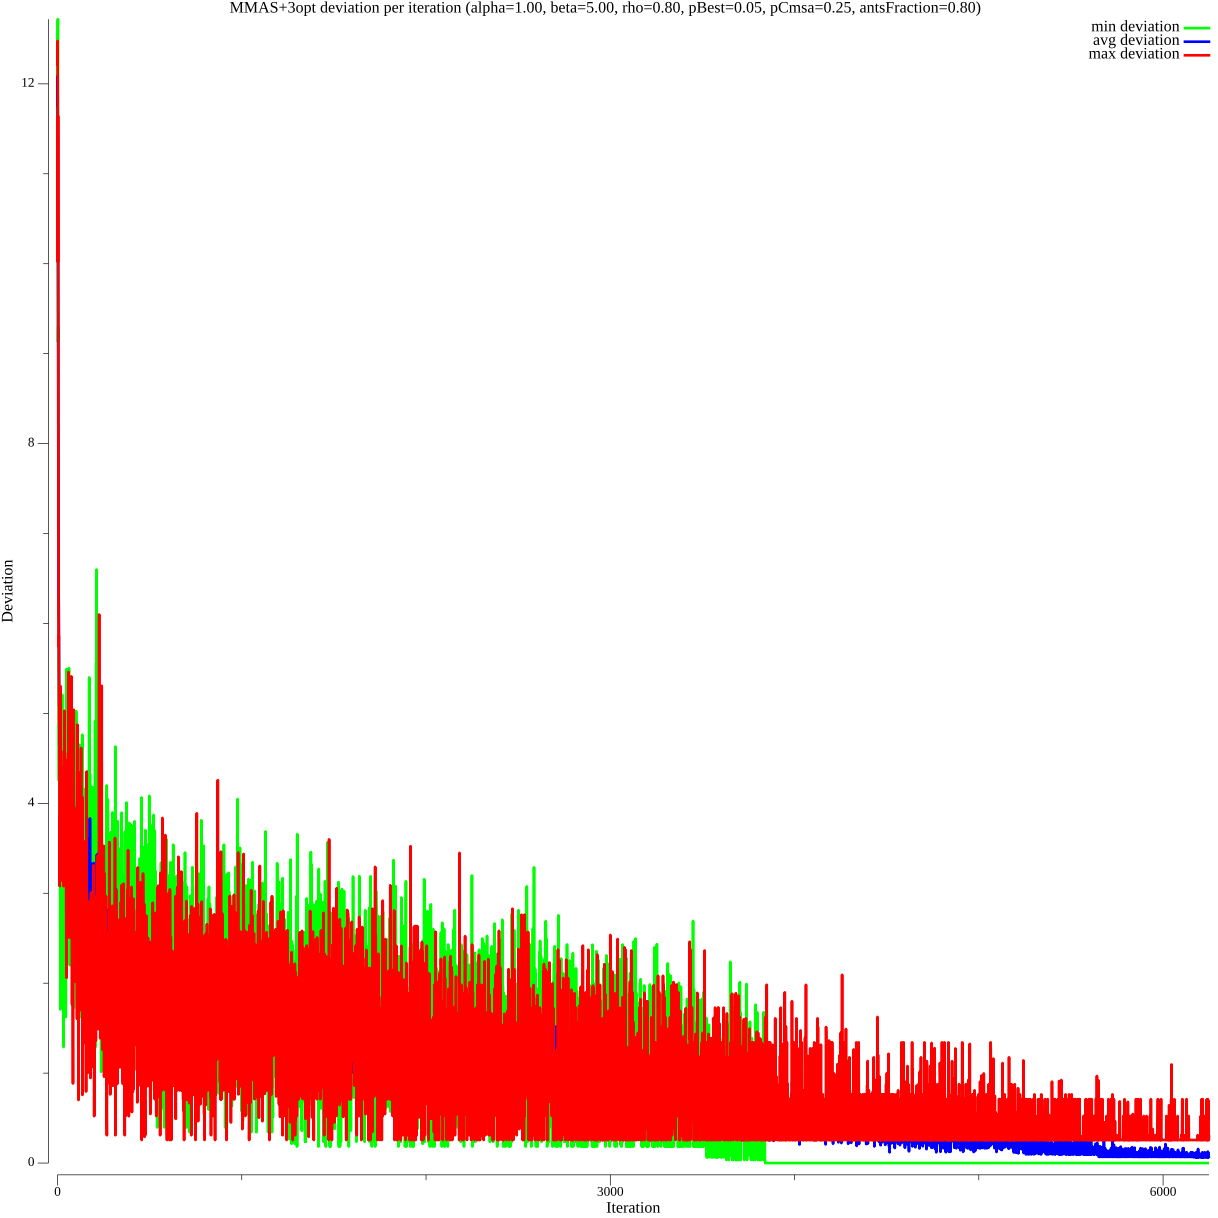 MMAS+3opt deviation per iteration (alpha=1.00, beta=5.00, rho=0.80, pBest=0.05, pCmsa=0.25, antsFraction=0.80)
min deviation
avg deviation
max deviation
12
8
4
0
Deviation
0
3000
6000
Iteration